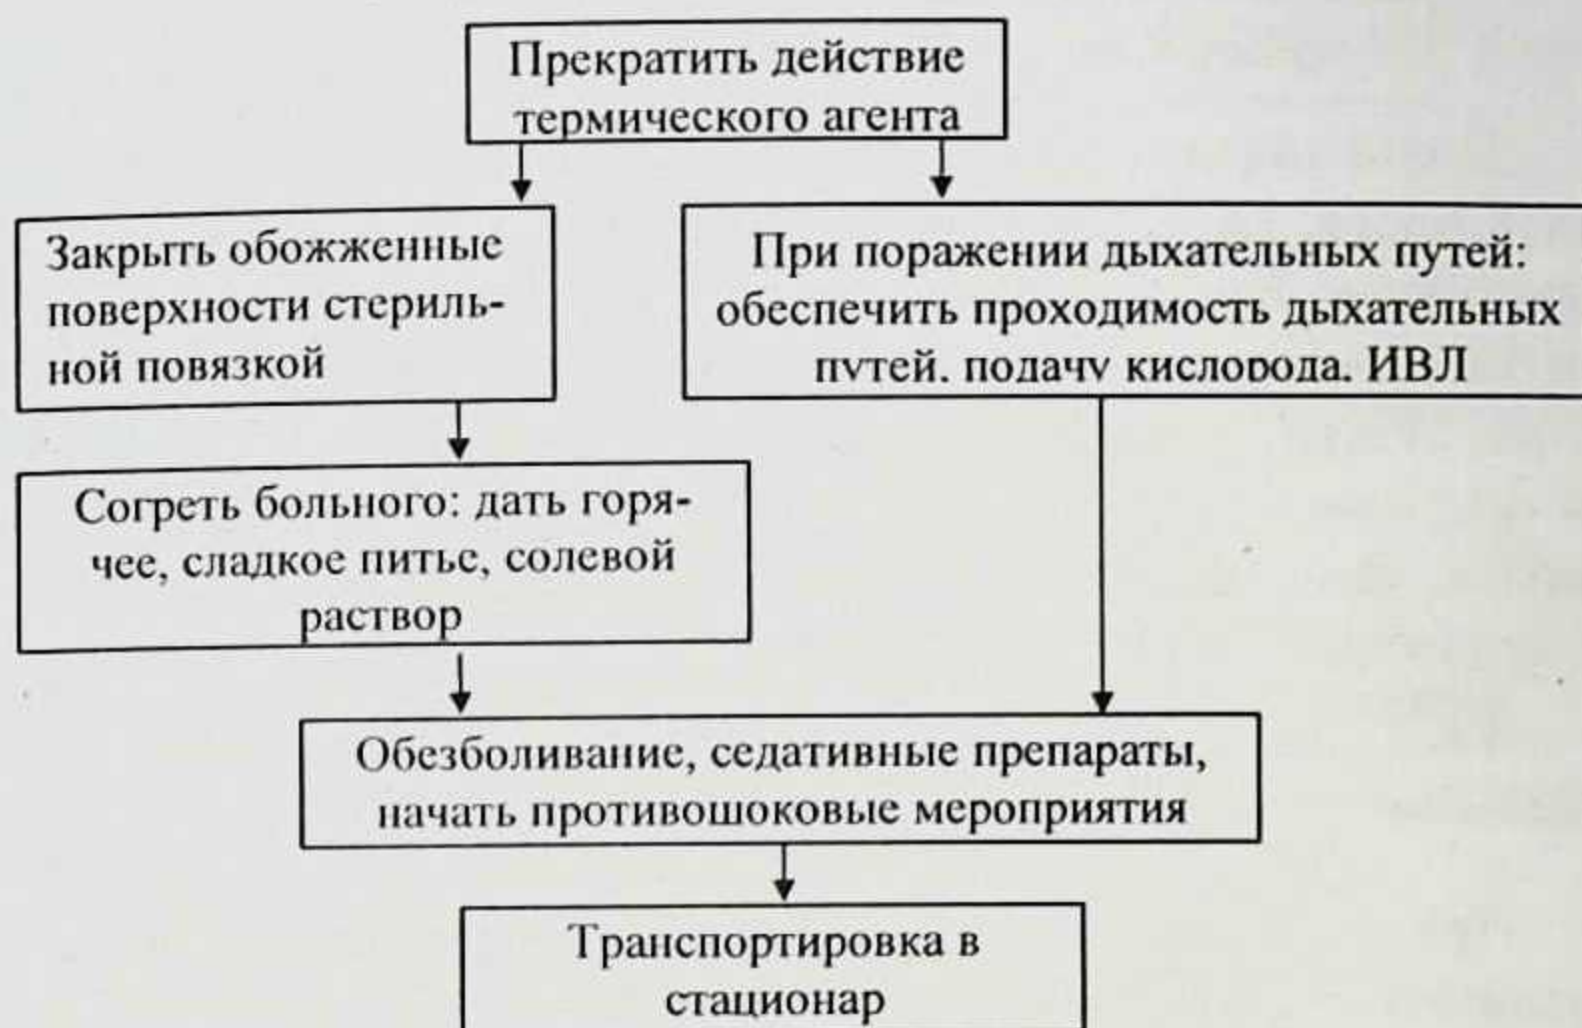 Прекратить действие
термического агента
Закрыть обожженные
поверхности стериль-
ной повязкой
При поражении дыхательных путей:
обеспечить проходимость дыхательных
путей, подачу кислорода, ИВЛ
Согреть больного: дать горя-
чее, сладкое питье, солевой
раствор
Обезболивание, седативные препараты,
начать противошоковые мероприятия
Транспортировка в
стационар